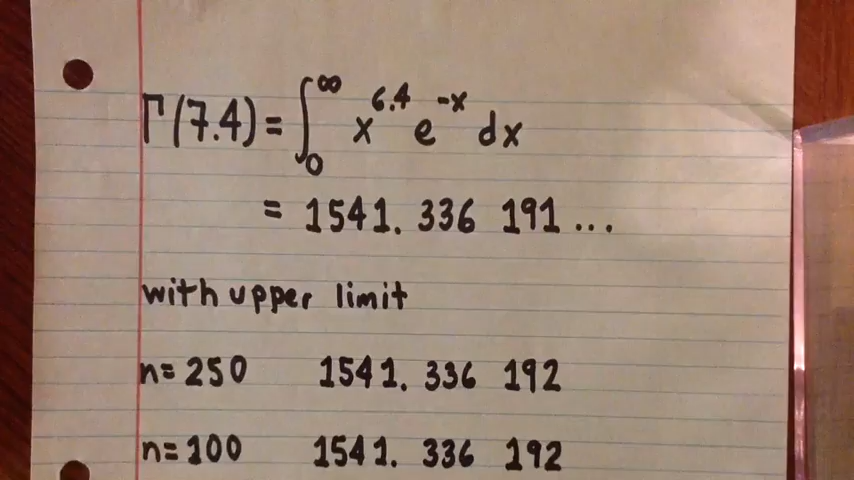 Γ(7.4) = ∫₀^∞ x^6.4 e^-x dx
= 1541. 336 191 ...
with upper limit
n= 250 1541. 336 192
n= 100 1541. 336 192